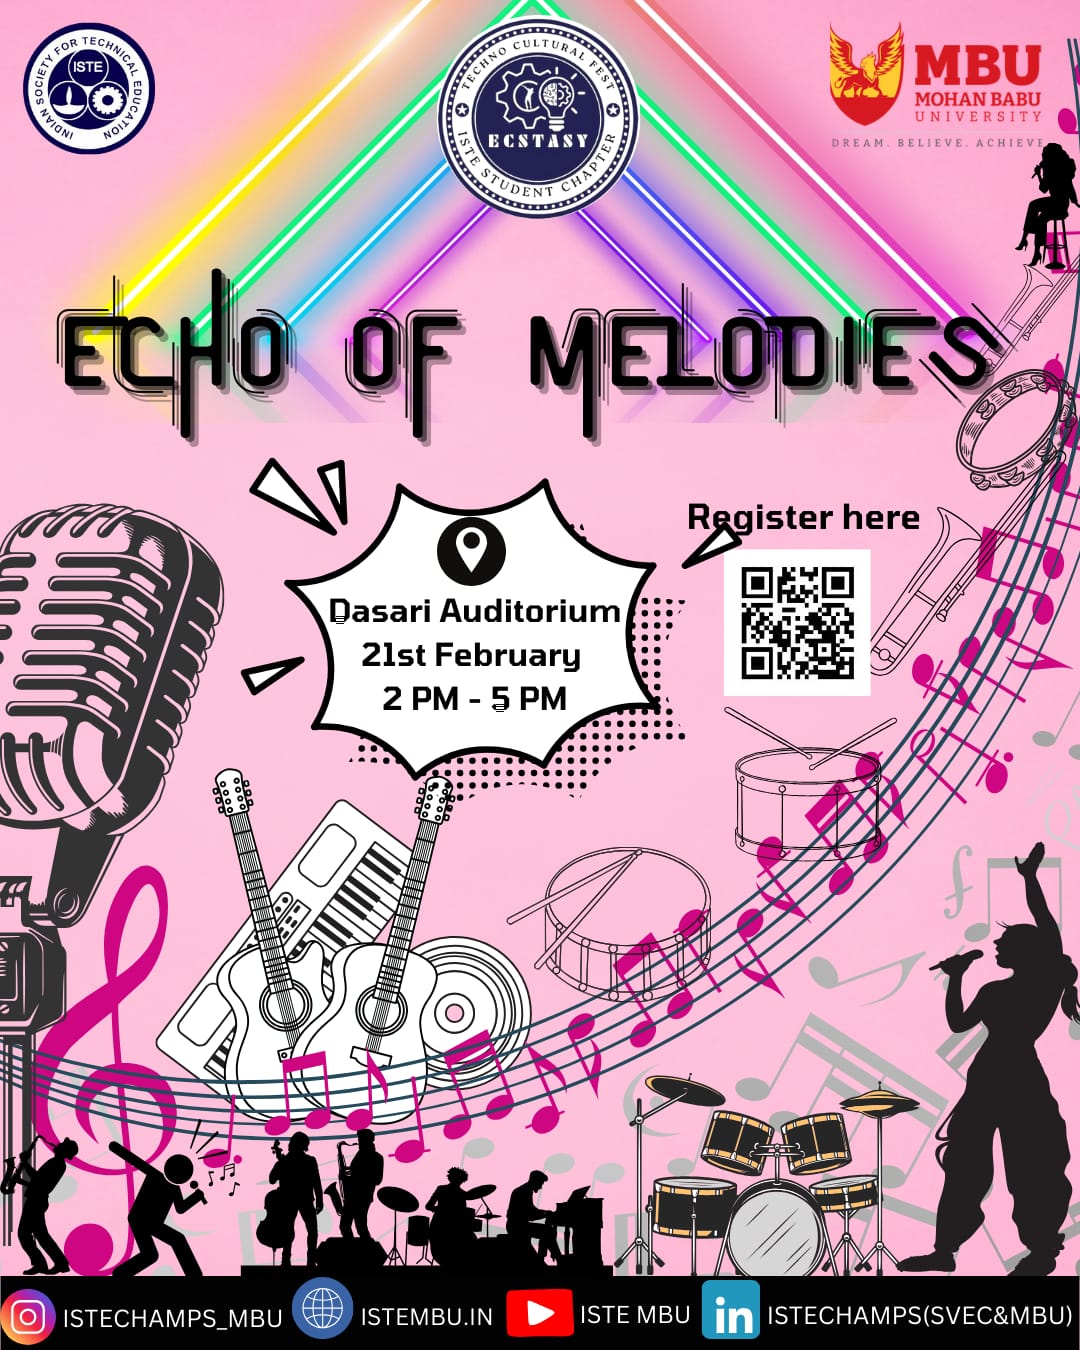 INDIAN SOCIETY FOR TECHNICAL EDUCATION
ISTE
TECHNO CULTURAL FEST
ECSTASY
ISTE STUDENT CHAPTER
MBU
MOHAN BABU
UNIVERSITY
DREAM. BELIEVE. ACHIEVE
ECHO OF MELODIES
Register here
Dasari Auditorium
21st February
2 PM - 5 PM
ISTECHAMPS_MBU
ISTEMBU.IN
ISTE MBU
in
ISTECHAMPS(SVEC&MBU)